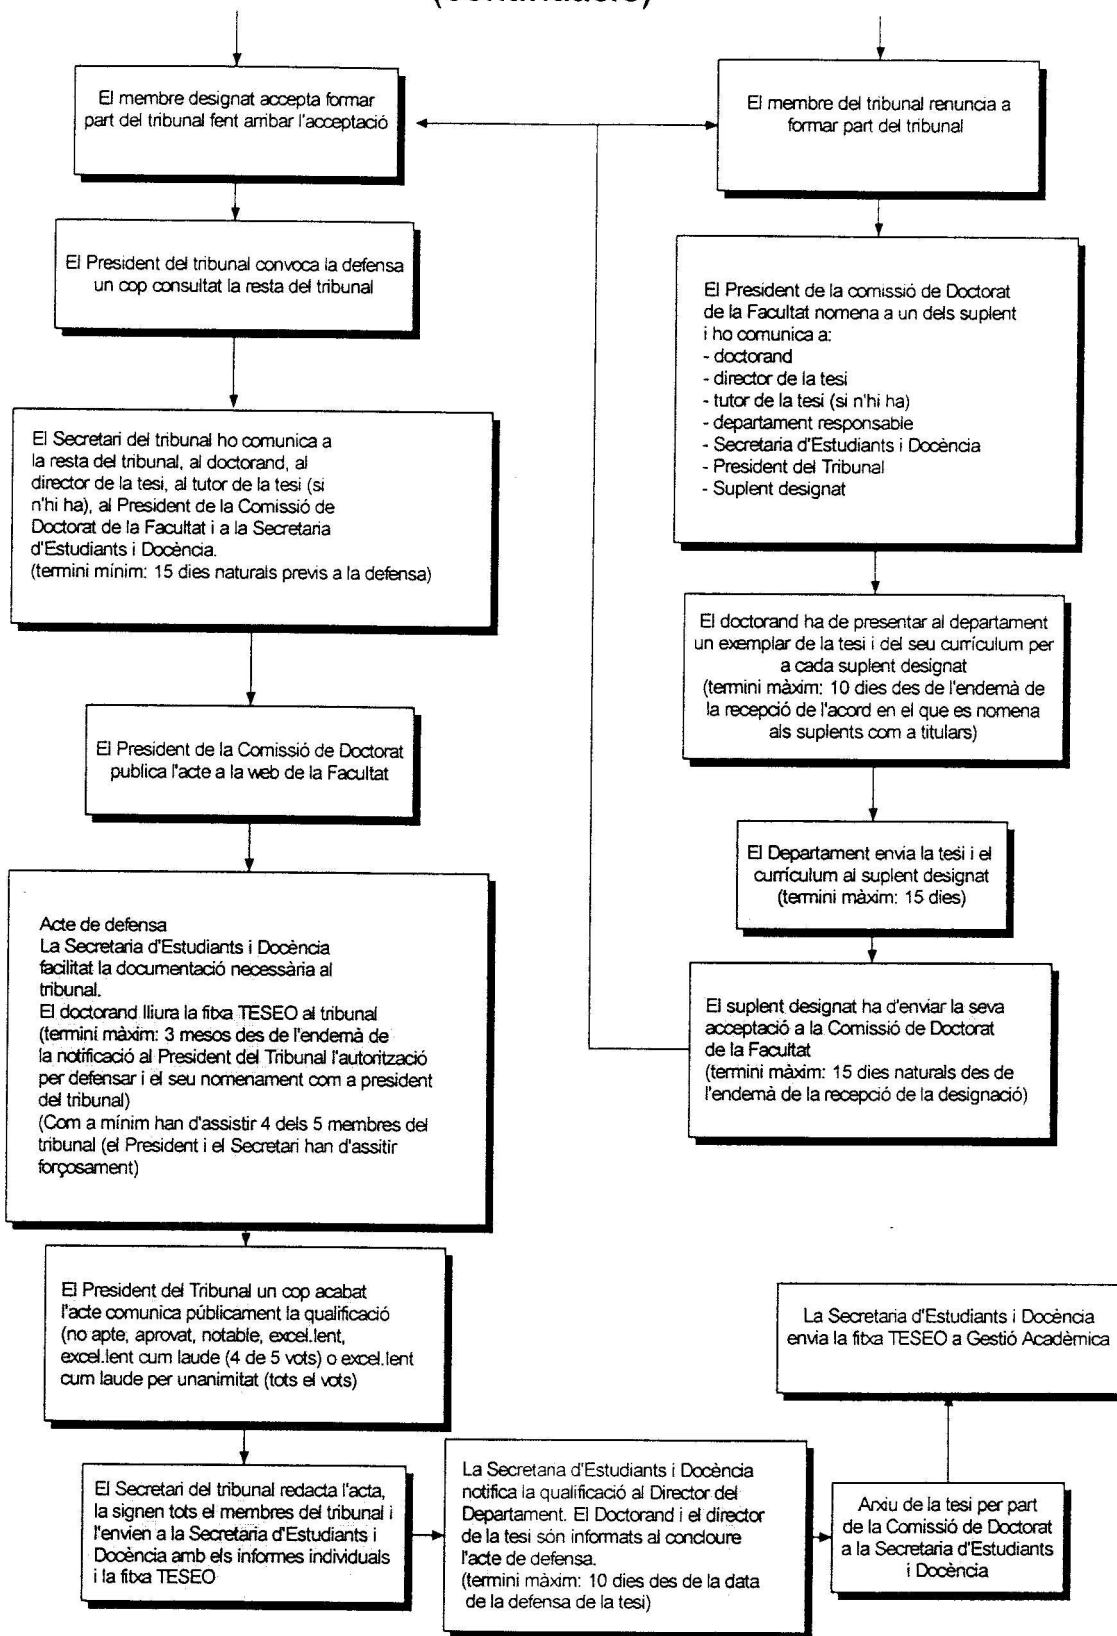 El membre designat accepta formar
part del tribunal fent arribar l'acceptació
El membre del tribunal renuncia a
formar part del tribunal
El President del tribunal convoca la defensa
un cop consultat la resta del tribunal
El President de la comissió de Doctorat
de la Facultat nomena a un dels suplent
i ho comunica a:
- doctorand
- director de la tesi
- tutor de la tesi (si n'hi ha)
- departament responsable
- Secretaria d'Estudiants i Docència
- President del Tribunal
- Suplent designat
El Secretari del tribunal ho comunica a
la resta del tribunal, al doctorand, al
director de la tesi, al tutor de la tesi (si
n'hi ha), al President de la Comissió de
Doctorat de la Facultat i a la Secretaria
d'Estudiants i Docència.
(termini mínim: 15 dies naturals previs a la defensa)
El doctorand ha de presentar al departament
un exemplar de la tesi i del seu currículum per
a cada suplent designat
(termini màxim: 10 dies des de l'endemà de
la recepció de l'acord en el que es nomena
als suplents com a titulars)
El President de la Comissió de Doctorat
publica l'acte a la web de la Facultat
El Departament envia la tesi i el
currículum al suplent designat
(termini màxim: 15 dies)
Acte de defensa
La Secretaria d'Estudiants i Docència
facilitat la documentació necessària al
tribunal.
El doctorand lliura la fitxa TESEO al tribunal
(termini màxim: 3 mesos des de l'endemà de
la notificació al President del Tribunal l'autorització
per defensar i el seu nomenament com a president
del tribunal)
(Com a mínim han d'assistir 4 dels 5 membres del
tribunal (el President i el Secretari han d'assitir
forçosament)
El suplent designat ha d'enviar la seva
acceptació a la Comissió de Doctorat
de la Facultat
(termini màxim: 15 dies naturals des de
l'endemà de la recepció de la designació)
El President del Tribunal un cop acabat
l'acte comunica públicament la qualificació
(no apte, aprovat, notable, excel.lent,
excel.lent cum laude (4 de 5 vots) o excel.lent
cum laude per unanimitat (tots el vots)
La Secretaria d'Estudiants i Docència
envia la fitxa TESEO a Gestió Acadèmica
El Secretari del tribunal redacta l'acta,
la signen tots el membres del tribunal i
l'envien a la Secretaria d'Estudiants i
Docència amb els informes individuals
i la fitxa TESEO
La Secretaria d'Estudiants i Docència
notifica la qualificació al Director del
Departament. El Doctorand i el director
de la tesi són informats al concloure
l'acte de defensa.
(termini màxim: 10 dies des de la data
de la defensa de la tesi)
Arxiu de la tesi per part
de la Comissió de Doctorat
a la Secretaria d'Estudiants
i Docència